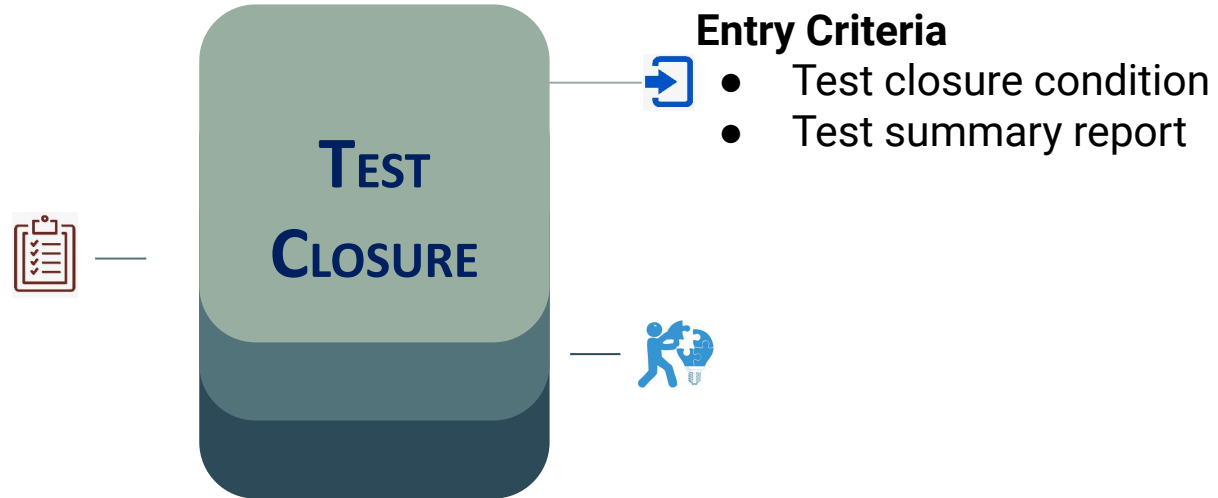 TEST
CLOSURE
Entry Criteria
● Test closure condition
● Test summary report